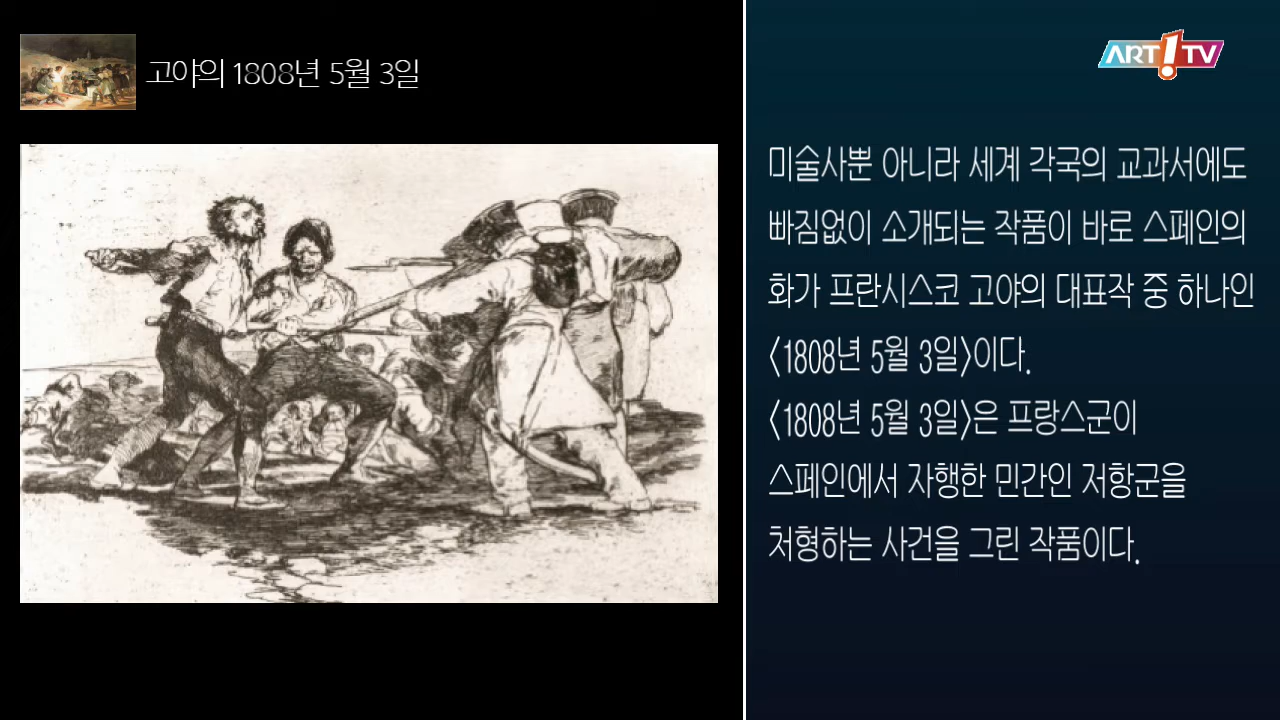 고야의 1808년 5월 3일
ART!TV
미술사뿐 아니라 세계 각국의 교과서에도
빠짐없이 소개되는 작품이 바로 스페인의
화가 프란시스코 고야의 대표작 중 하나인
<1808년 5월 3일>이다.
<1808년 5월 3일>은 프랑스군이
스페인에서 자행한 민간인 저항군을
처형하는 사건을 그린 작품이다.